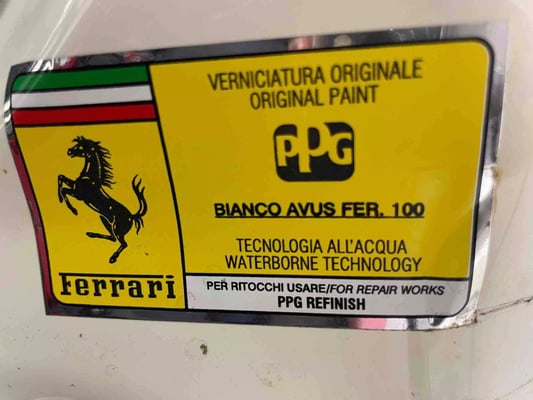 VERNICIATURA ORIGINALE
ORIGINAL PAINT
PPG
BIANCO AVUS FER. 100
TECNOLOGIA ALL'ACQUA
WATERBORNE TECHNOLOGY
Ferrari
PER RITOCCHI USARE/FOR REPAIR WORKS
PPG REFINISH